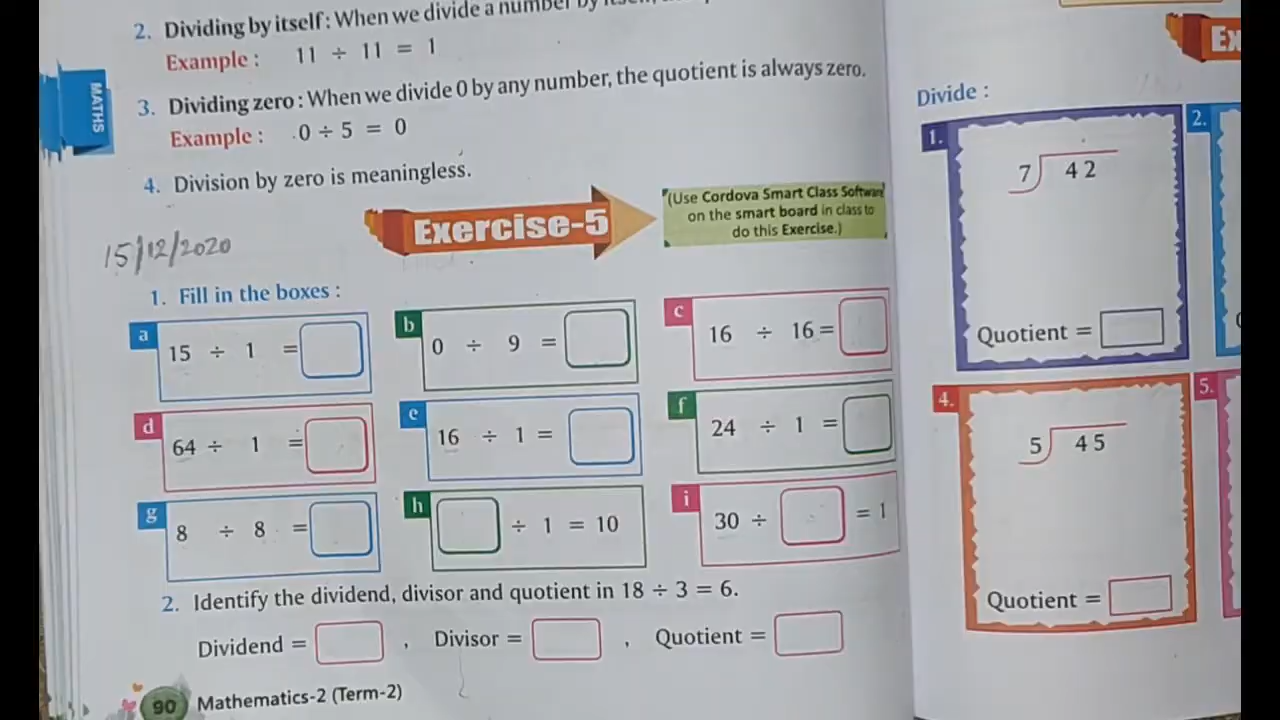 2. Dividing by itself : When we divide a number by
Example : 11 ÷ 11 = 1
3. Dividing zero : When we divide 0 by any number, the quotient is always zero.
Example : 0 ÷ 5 = 0
4. Division by zero is meaningless.
MATHS
Exercise-5
(Use Cordova Smart Class Software
on the smart board in class to
do this Exercise.)
15/12/2020
1. Fill in the boxes :
a 15 ÷ 1 =
b 0 ÷ 9 =
c 16 ÷ 16 =
d 64 ÷ 1 =
e 16 ÷ 1 =
f 24 ÷ 1 =
g 8 ÷ 8 =
h ÷ 1 = 10
i 30 ÷ = 1
2. Identify the dividend, divisor and quotient in 18 ÷ 3 = 6.
Dividend = , Divisor = , Quotient =
90 Mathematics-2 (Term-2)
Ex
Divide :
1. 7 42
Quotient =
2.
4. 5 45
Quotient =
5.